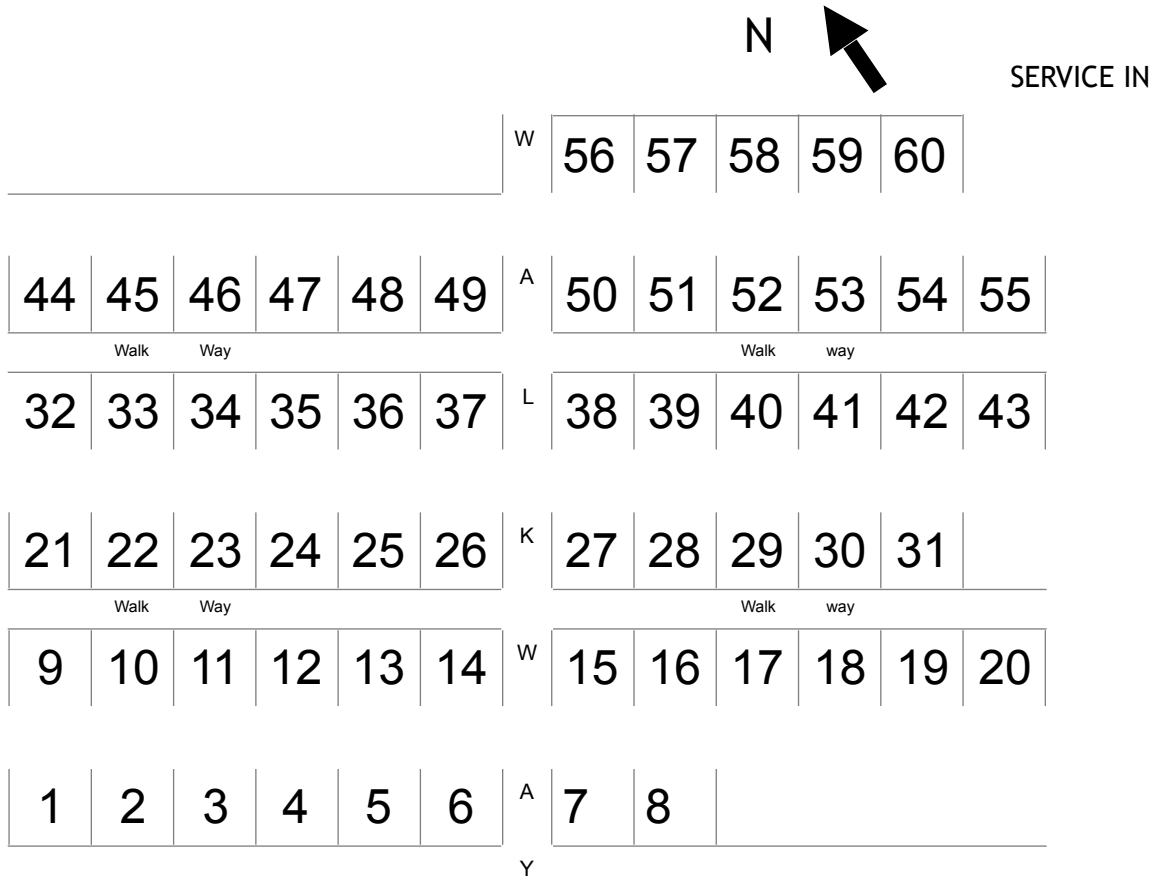 N
SERVICE IN
W 56 57 58 59 60
44 45 46 47 48 49 A 50 51 52 53 54 55
Walk Way Walk way
32 33 34 35 36 37 L 38 39 40 41 42 43
21 22 23 24 25 26 K 27 28 29 30 31
Walk Way Walk way
9 10 11 12 13 14 W 15 16 17 18 19 20
1 2 3 4 5 6 A 7 8
Y